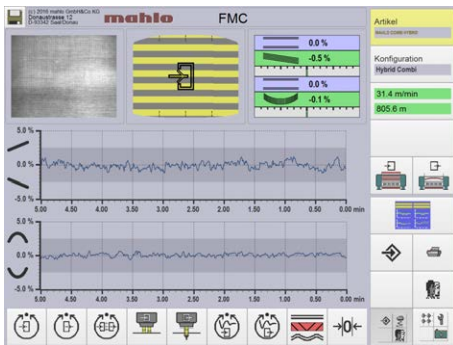 (c) 2016 mahlo GmbH&Co KG
Donaustrasse 12
D-93342 Saal/Donau
mahlo
FMC
Artikel
MAHLO COMBI HYBRID
Konfiguration
Hybrid Combi
0.0 %
-0.5 %
0.0 %
-0.1 %
31.4 m/min
805.6 m
5.0 %
0.0 %
-5.0 %
5.00 4.50 4.00 3.50 3.00 2.50 2.00 1.50 1.00 0.50 0.00 min
5.0 %
0.0 %
-5.0 %
5.00 4.50 4.00 3.50 3.00 2.50 2.00 1.50 1.00 0.50 0.00 min
0